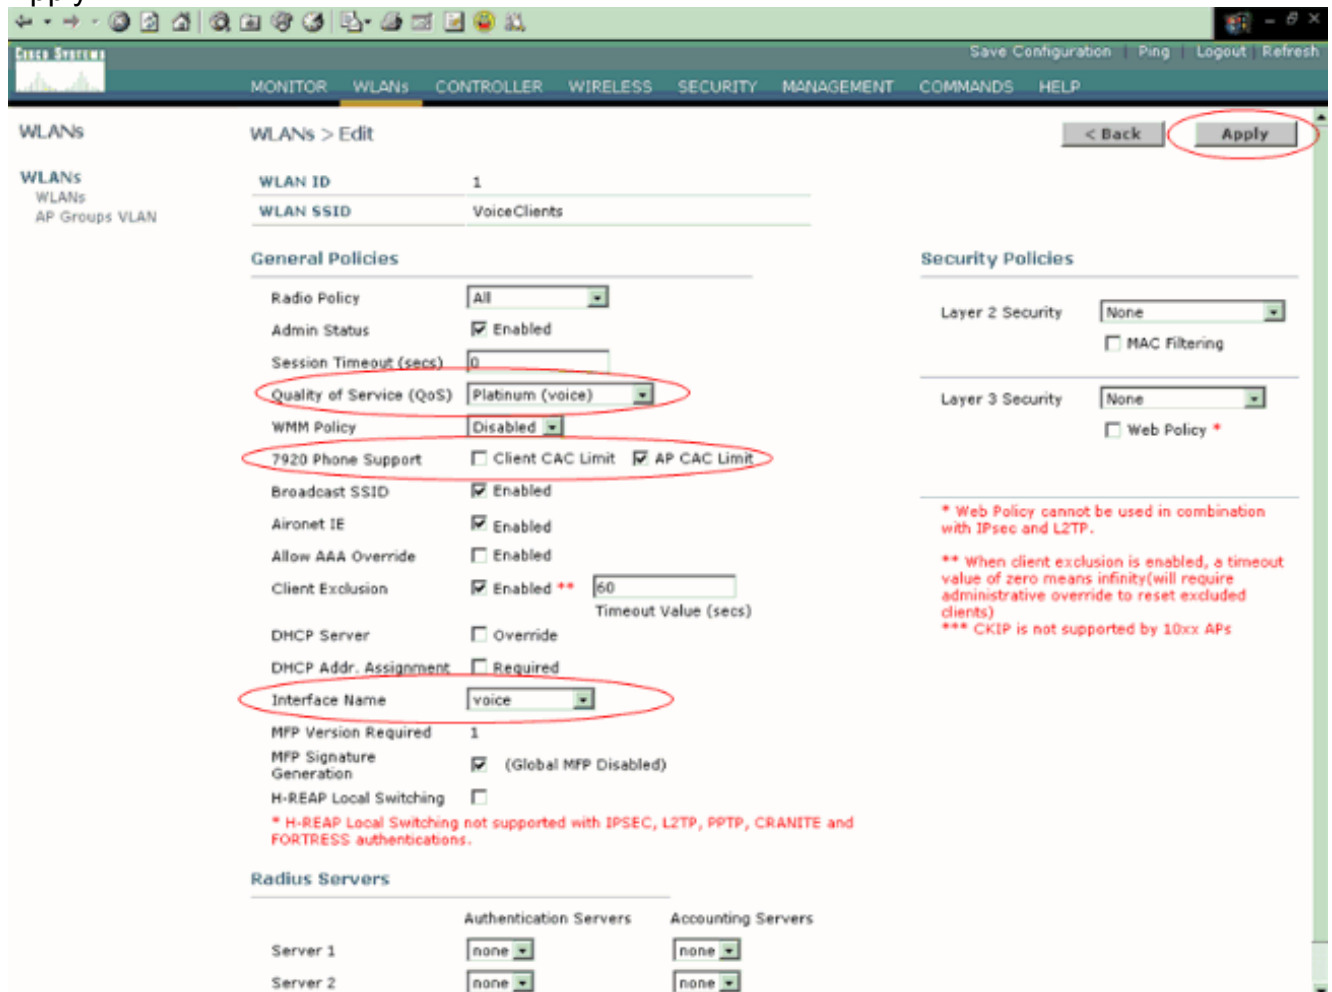 Apply
Cisco Systems
Save Configuration | Ping | Logout | Refresh
MONITOR WLANs CONTROLLER WIRELESS SECURITY MANAGEMENT COMMANDS HELP
WLANs
WLANs > Edit
< Back
Apply
WLANs
WLANs
AP Groups VLAN
WLAN ID 1
WLAN SSID VoiceClients
General Policies
Radio Policy All
Admin Status Enabled
Session Timeout (secs) 0
Quality of Service (QoS) Platinum (voice)
WMM Policy Disabled
7920 Phone Support Client CAC Limit AP CAC Limit
Broadcast SSID Enabled
Aironet IE Enabled
Allow AAA Override Enabled
Client Exclusion Enabled ** 60
Timeout Value (secs)
DHCP Server Override
DHCP Addr. Assignment Required
Interface Name voice
MFP Version Required 1
MFP Signature
Generation (Global MFP Disabled)
H-REAP Local Switching
* H-REAP Local Switching not supported with IPSEC, L2TP, PPTP, CRANITE and
FORTRESS authentications.
Security Policies
Layer 2 Security None
MAC Filtering
Layer 3 Security None
Web Policy *
* Web Policy cannot be used in combination
with IPsec and L2TP.
** When client exclusion is enabled, a timeout
value of zero means infinity(will require
administrative override to reset excluded
clients)
*** CKIP is not supported by 10xx APs
Radius Servers
Authentication Servers Accounting Servers
Server 1 none none
Server 2 none none